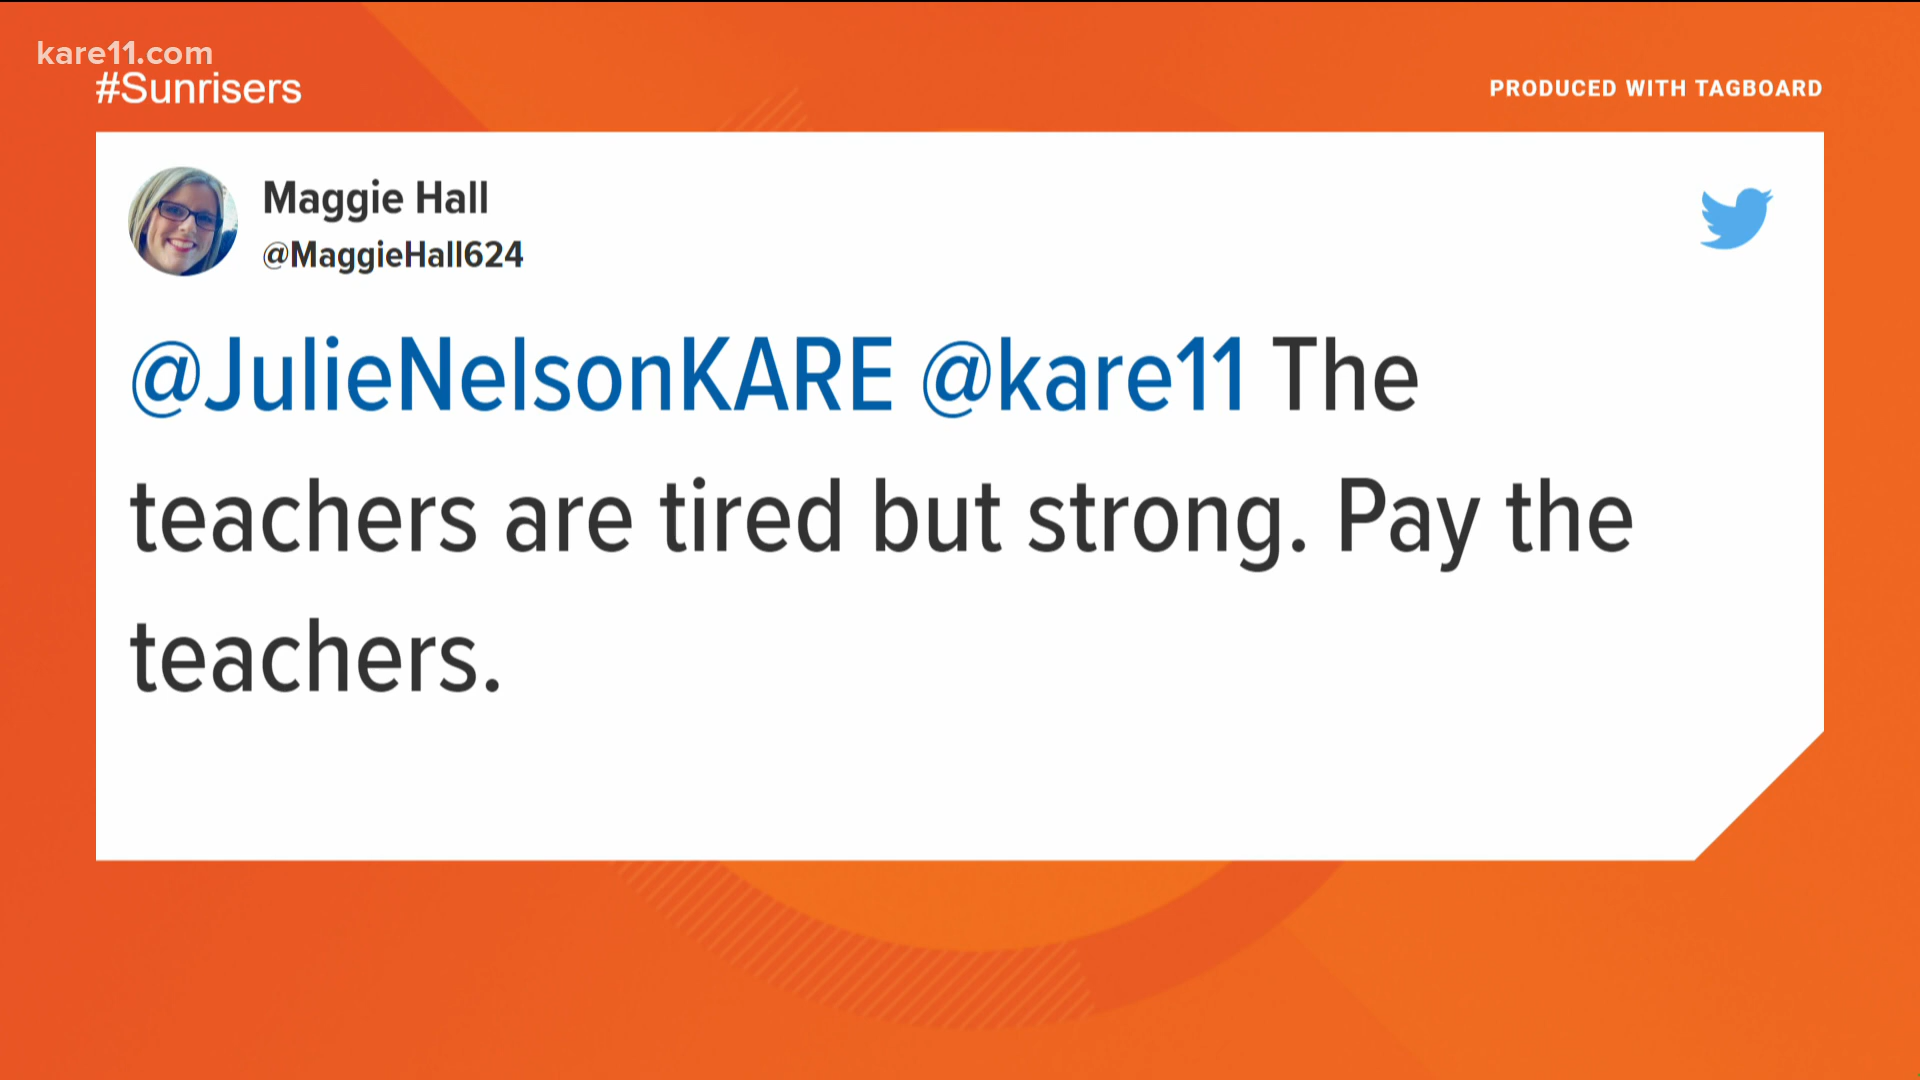 kare11.com
#Sunrisers
PRODUCED WITH TAGBOARD
Maggie Hall
@MaggieHall624
@JulieNelsonKARE @kare11 The
teachers are tired but strong. Pay the
teachers.